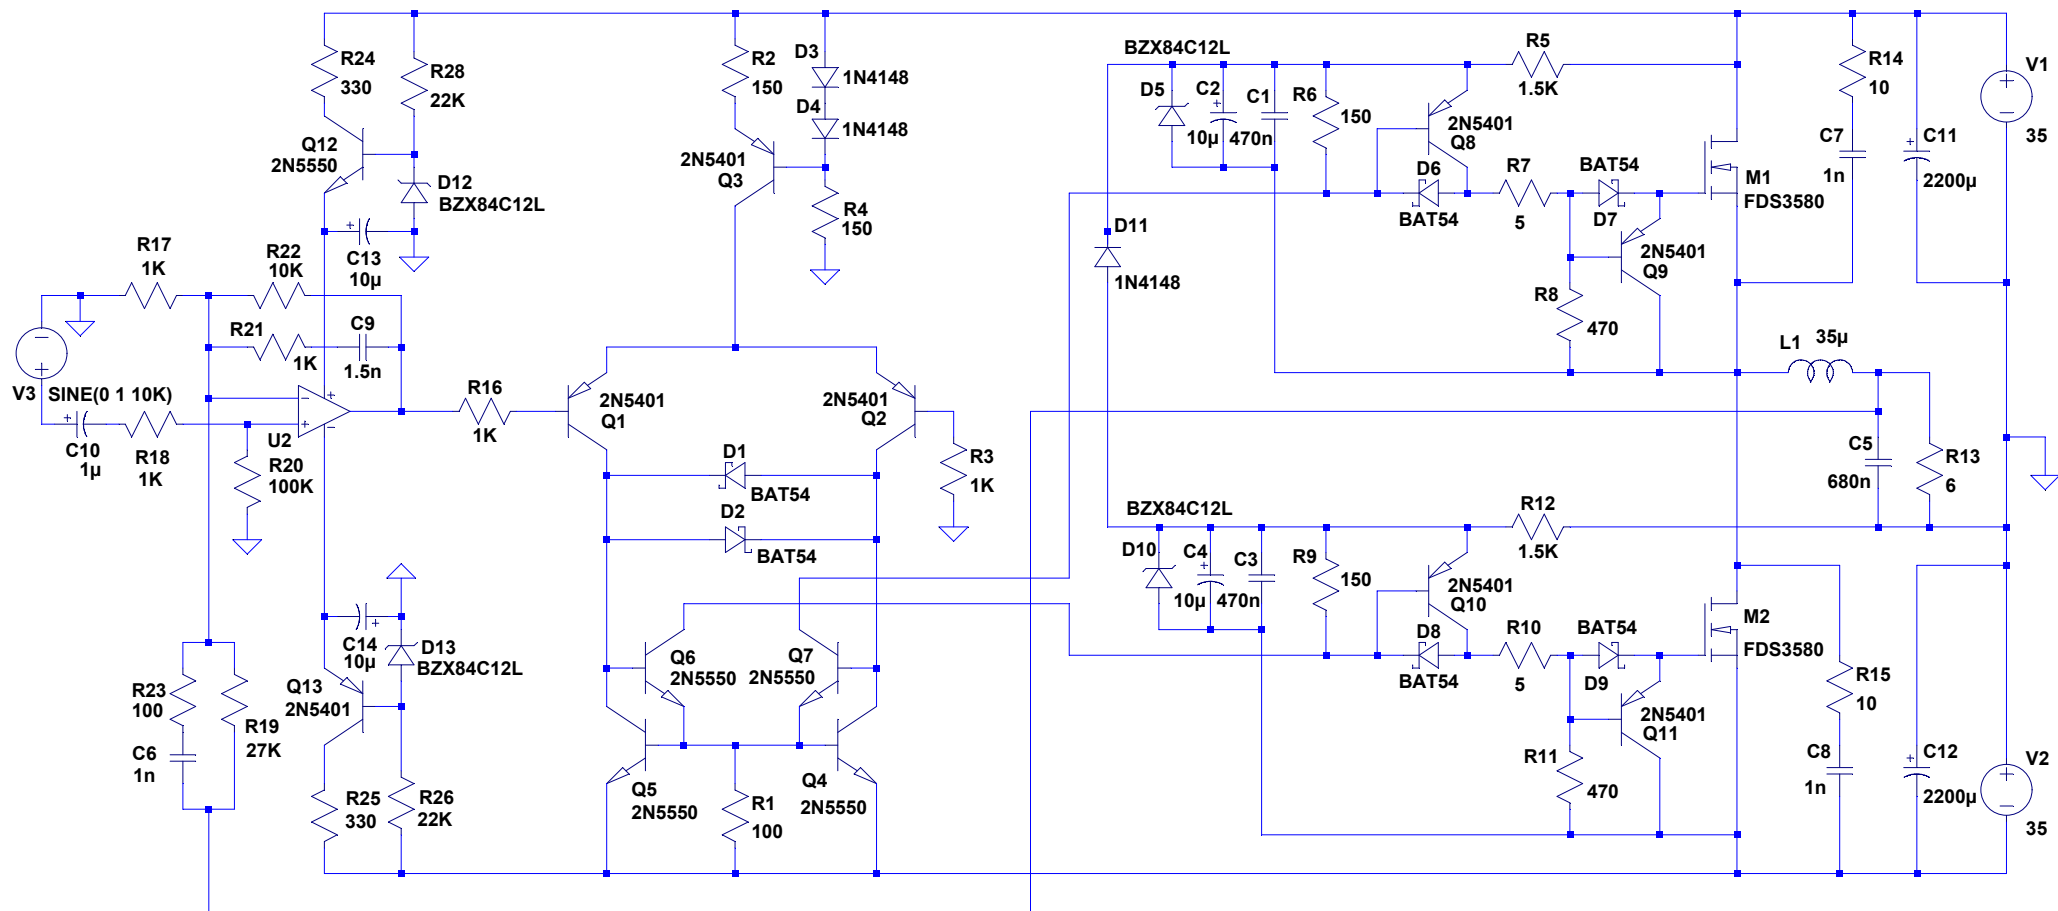 R24
330
R28
22K
Q12
2N5550
D12
BZX84C12L
C13
10µ
R2
150
D3
1N4148
D4
1N4148
2N5401
Q3
R4
150
BZX84C12L
D5
C2
+
10µ
C1
470n
R6
150
R5
1.5K
2N5401
Q8
D6
BAT54
R7
5
BAT54
D7
2N5401
Q9
R8
470
M1
FDS3580
R14
10
C7
1n
C11
+
2200µ
V1
+
−
35
D11
1N4148
R17
1K
R22
10K
R21
1K
C9
1.5n
V3
−
+
SINE(0 1 10K)
+
C10
1µ
R18
1K
U2
−
+
+
−
R20
100K
R16
1K
2N5401
Q1
2N5401
Q2
R3
1K
D1
BAT54
D2
BAT54
L1
35µ
C5
680n
R13
6
BZX84C12L
D10
C4
+
10µ
C3
470n
R9
150
R12
1.5K
2N5401
Q10
D8
BAT54
R10
5
BAT54
D9
2N5401
Q11
R11
470
M2
FDS3580
R15
10
C8
1n
C12
+
2200µ
V2
+
−
35
+
C14
10µ
+
D13
BZX84C12L
Q13
2N5401
R23
100
R19
27K
C6
1n
R25
330
R26
22K
Q6
2N5550
Q7
2N5550
Q5
2N5550
Q4
2N5550
R1
100